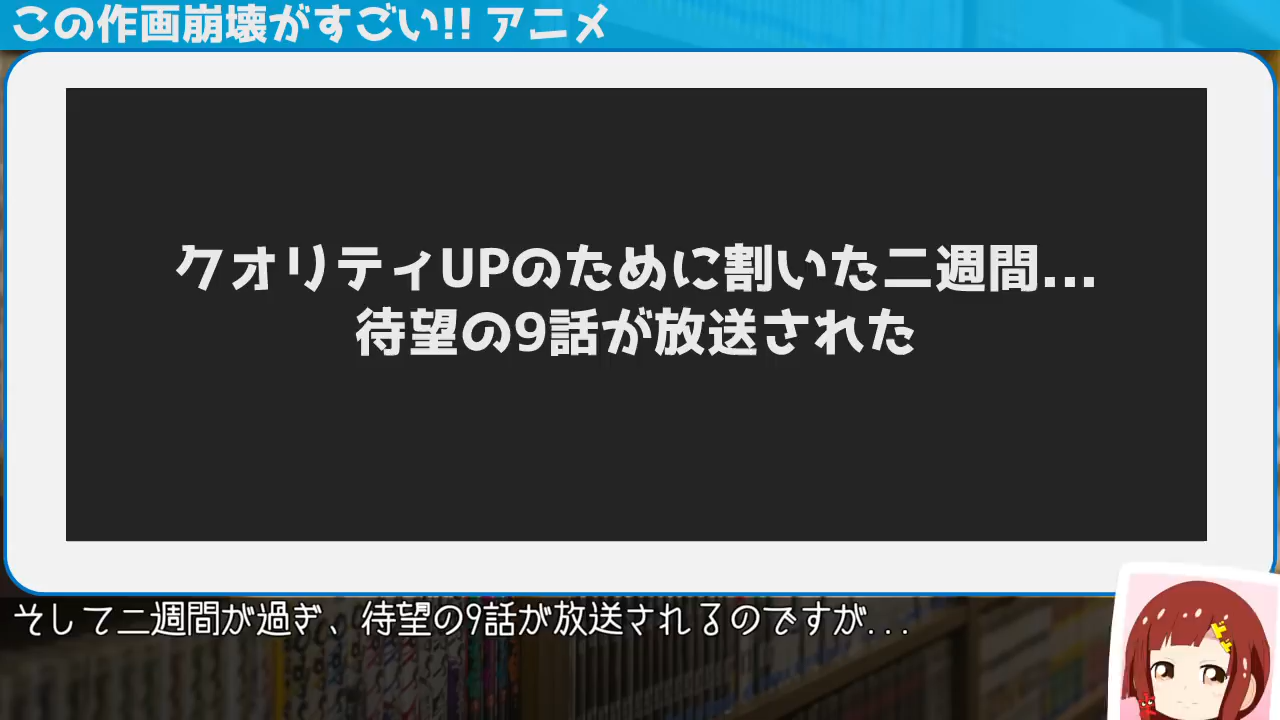 この作画崩壊がすごい!! アニメ
クオリティUPのために割いた二週間...
待望の9話が放送された
そして二週間が過ぎ、待望の9話が放送されるのですが...